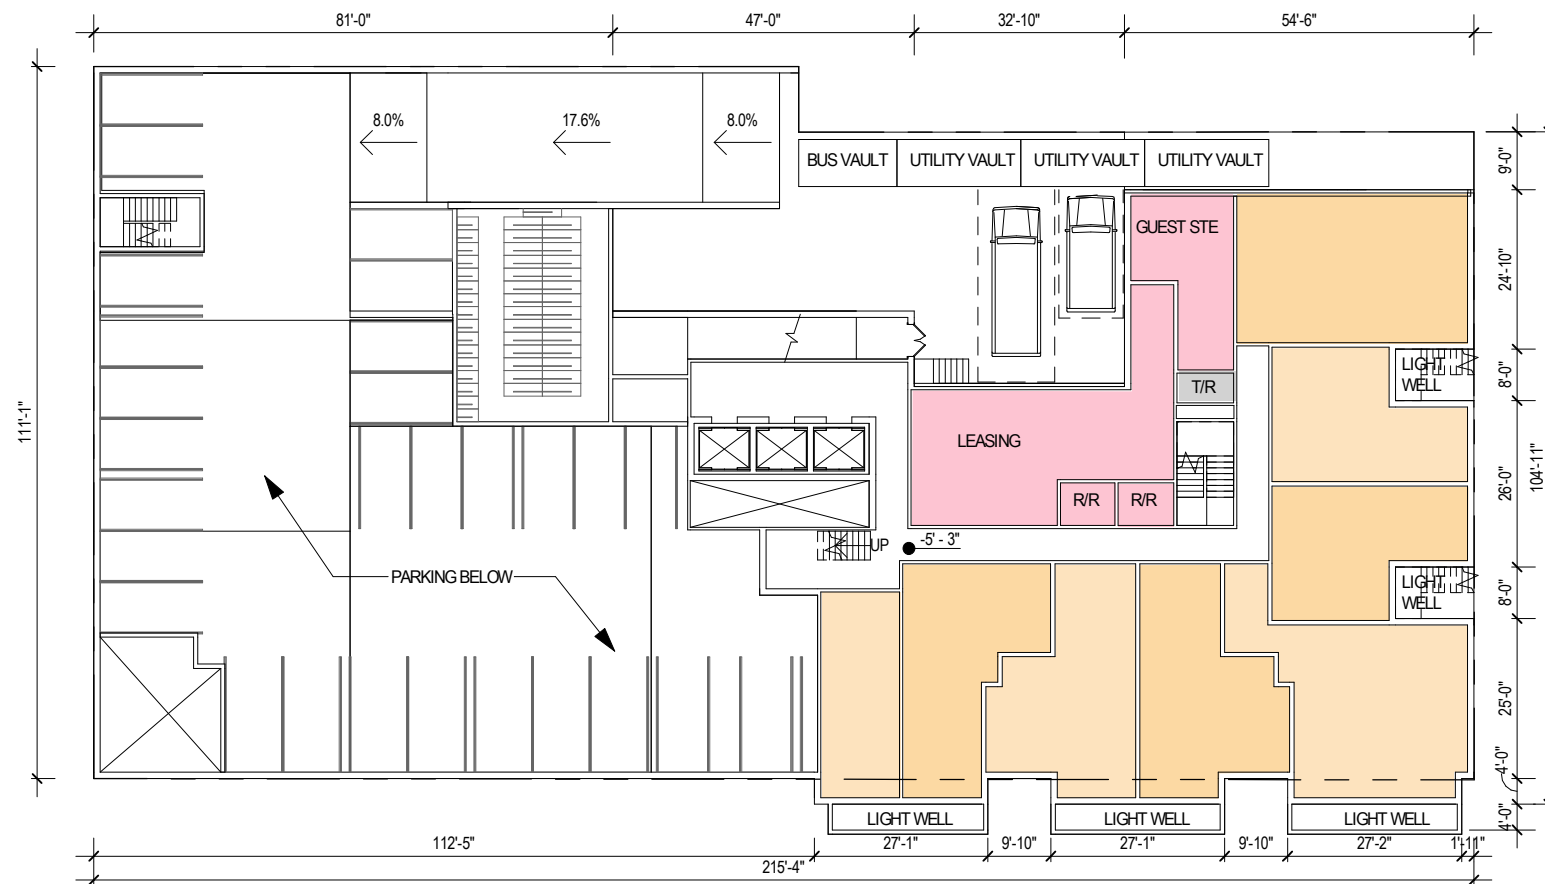 81'-0"
47'-0"
32'-10"
54'-6"
8.0%
17.6%
8.0%
BUS VAULT
UTILITY VAULT
UTILITY VAULT
UTILITY VAULT
9'-0"
GUEST STE
24'-10"
111'-1"
LIGHT
WELL
8'-0"
T/R
LEASING
104'-11"
26'-0"
R/R
R/R
UP
-5' - 3"
PARKING BELOW
LIGHT
WELL
8'-0"
25'-0"
4'-0"
LIGHT WELL
LIGHT WELL
LIGHT WELL
4'-0"
112'-5"
27'-1"
9'-10"
27'-1"
9'-10"
27'-2"
1'-11"
215'-4"